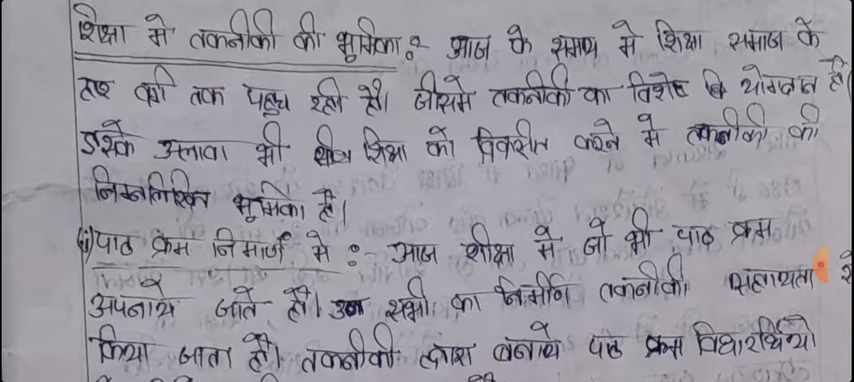 शिक्षा मे तकनीकी की भूमिका :- आज के समय मे शिक्षा समाज के
हर वर्ग तक पहुच रही है। जीसमे तकनीकी का विशेष योगदान है
इसके अलावा भी शिक्षा को विकसीत करने मे तकनीकी की
निम्नलिखित भूमिका है।
(i) पाठ क्रम निमार्ण मे :- आज शीक्षा मे जो भी पाठ क्रम
अपनाये जाते है। उन सभी का निर्माण तकनीकी सहायता से
किया जाता है। तकनीकी द्वारा बनाये पाठ क्रम विधारर्थियो